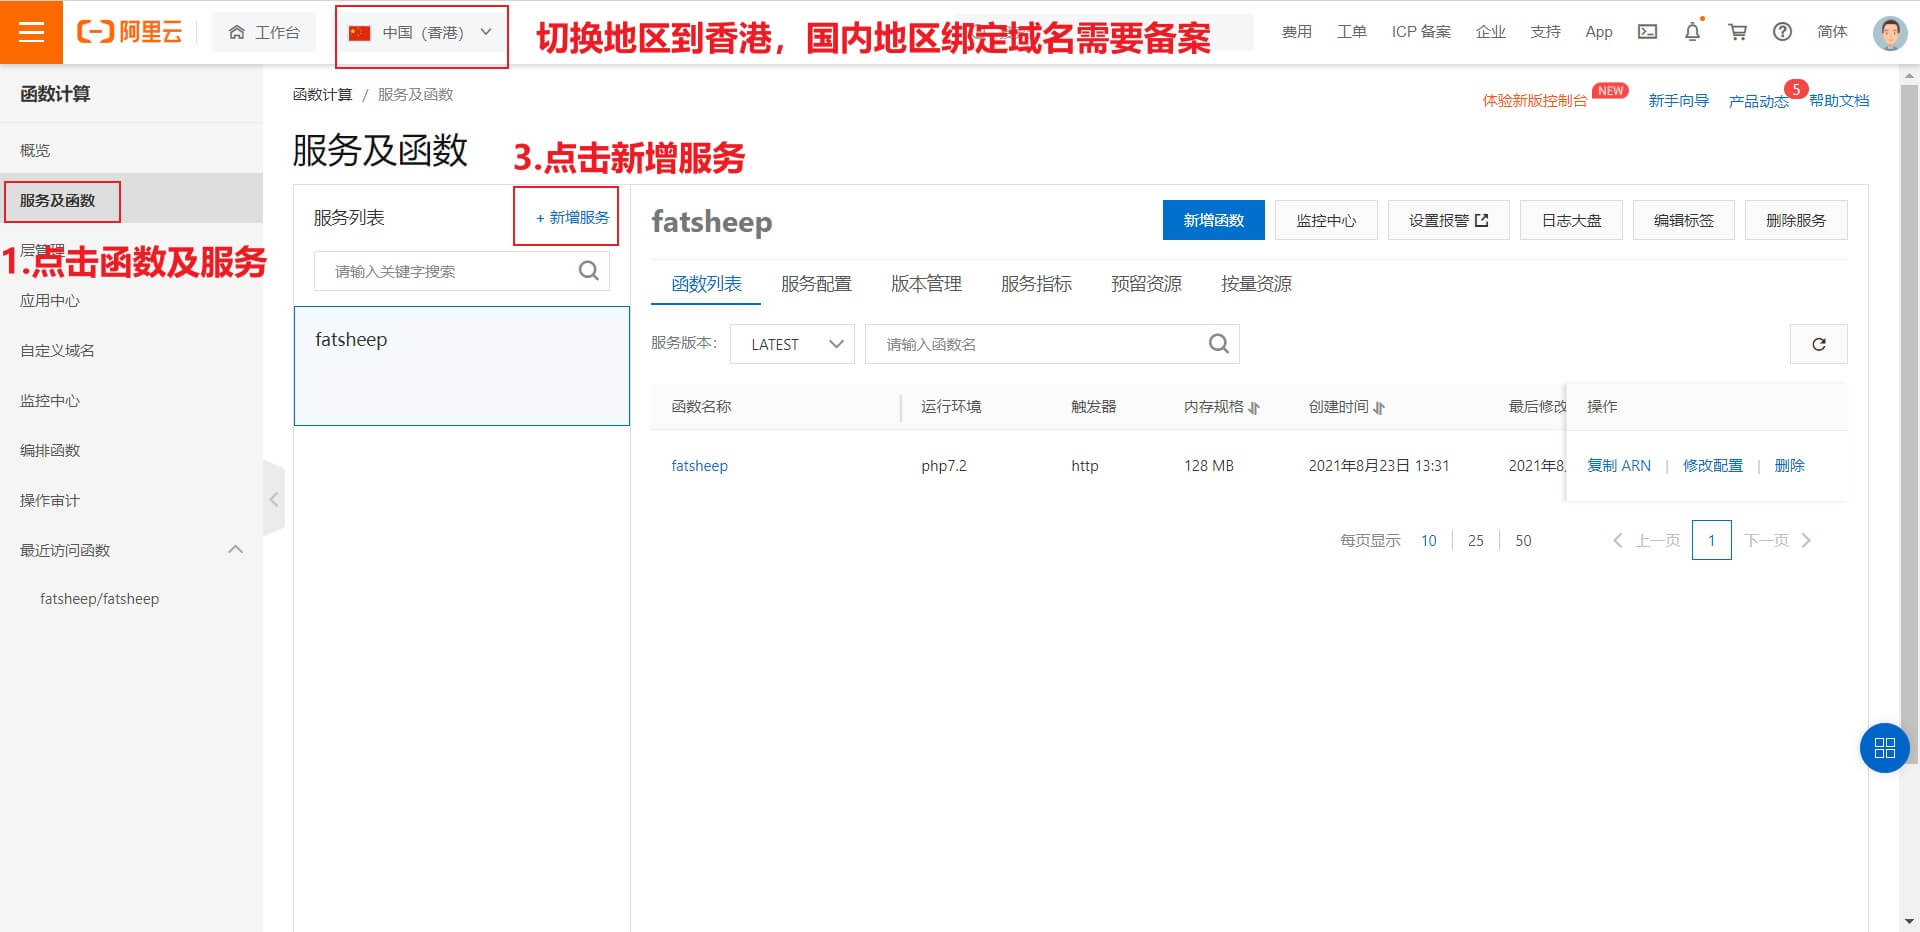 阿里云
工作台
中国（香港）
切换地区到香港，国内地区绑定域名需要备案
费用
工单
ICP 备案
企业
支持
App
简体
函数计算
概览
服务及函数
层管理
1.点击函数及服务
应用中心
自定义域名
监控中心
编排函数
操作审计
最近访问函数
fatsheep/fatsheep
函数计算 / 服务及函数
体验新版控制台
NEW
新手向导
产品动态
5
帮助文档
服务及函数
3.点击新增服务
服务列表
+ 新增服务
请输入关键字搜索
fatsheep
fatsheep
新增函数
监控中心
设置报警
日志大盘
编辑标签
删除服务
函数列表
服务配置
版本管理
服务指标
预留资源
按量资源
服务版本：
LATEST
请输入函数名
函数名称 运行环境 触发器 内存规格 创建时间 最后修改 操作
fatsheep php7.2 http 128 MB 2021年8月23日 13:31 2021年8 复制 ARN | 修改配置 | 删除
每页显示 10 | 25 | 50 上一页 1 下一页